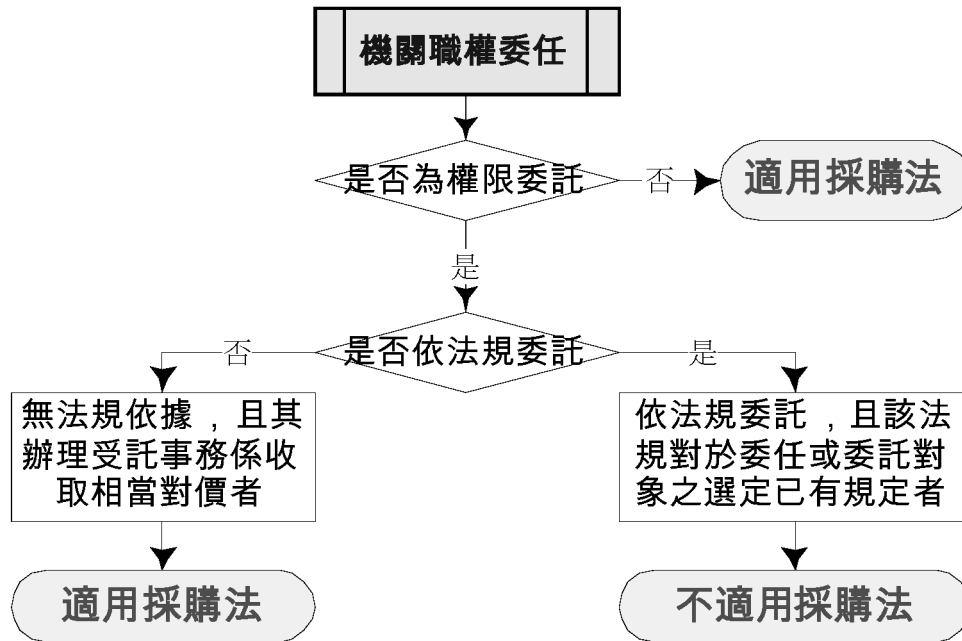 機關職權委任
是否為權限委託
否
適用採購法
是
是否依法規委託
否
是
無法規依據，且其
辦理受託事務係收
取相當對價者
依法規委託，且該法
規對於委任或委託對
象之選定已有規定者
適用採購法
不適用採購法